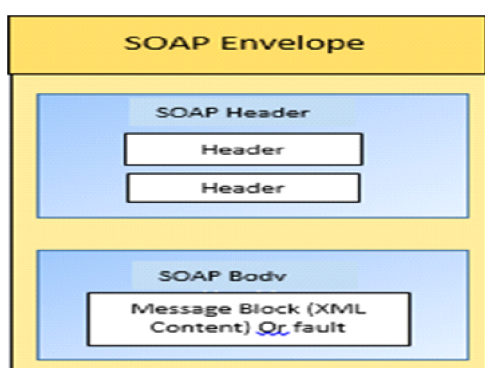 SOAP Envelope
SOAP Header
Header
Header
SOAP Body
Message Block (XML
Content) Or fault